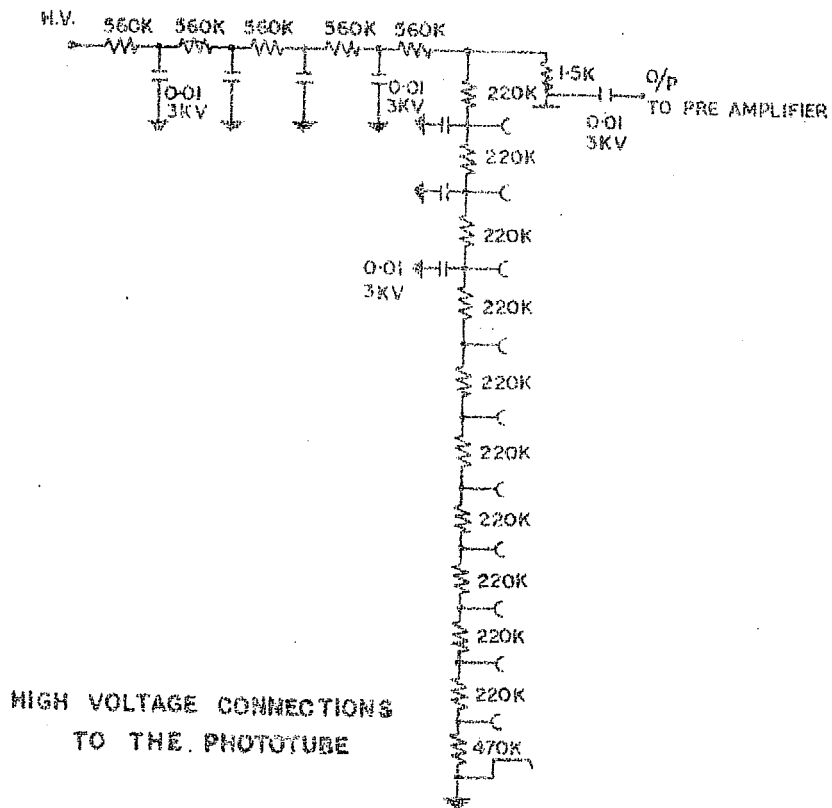 H.V.
560K 560K 560K 560K 560K
0.01
3KV
0.01
3KV
220K
1.5K
O/P
TO PRE AMPLIFIER
0.01
3KV
220K
220K
0.01
3KV
220K
220K
220K
220K
220K
220K
220K
470K
HIGH VOLTAGE CONNECTIONS
TO THE. PHOTOTUBE